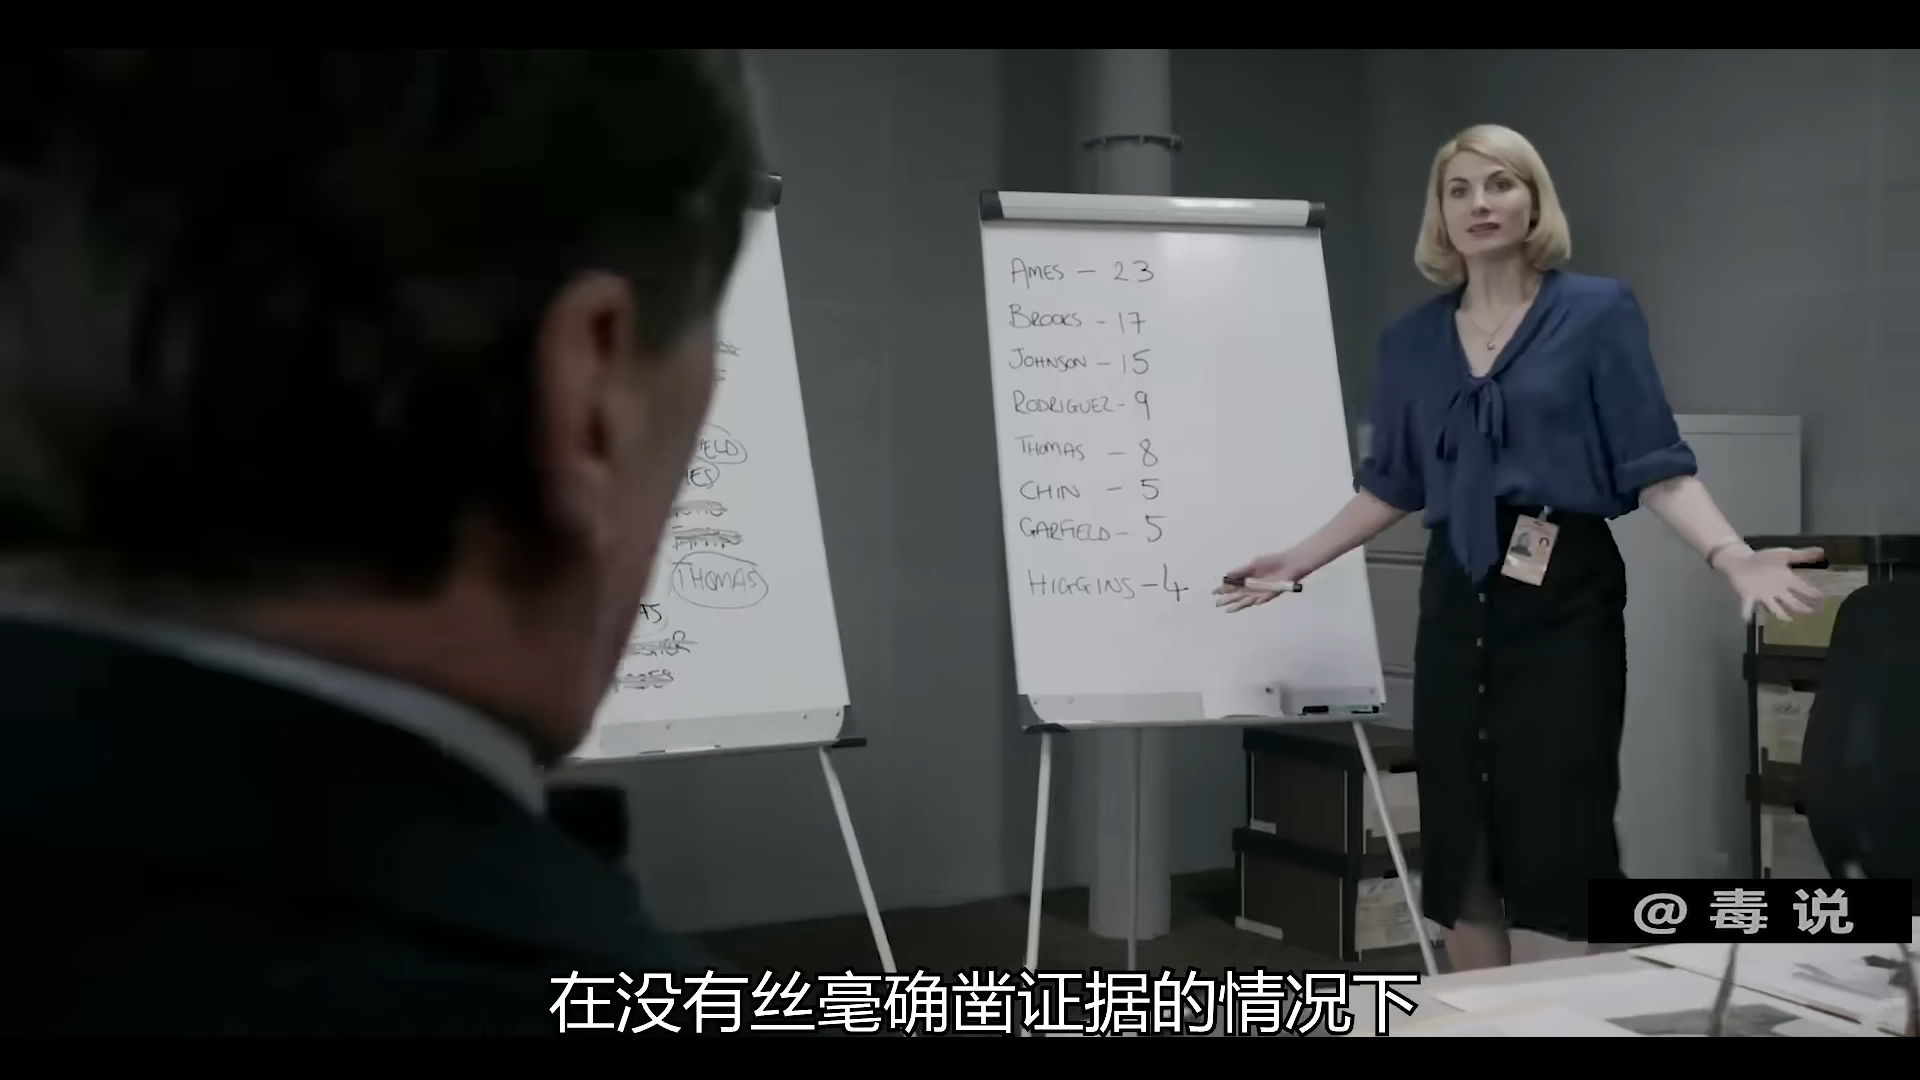 AMES - 23
BROOKS - 17
JOHNSON - 15
RODRIGUEZ - 9
THOMAS - 8
CHIN - 5
GARFIELD - 5
HIGGINS - 4
THOMAS
@毒说
在没有丝毫确凿证据的情况下